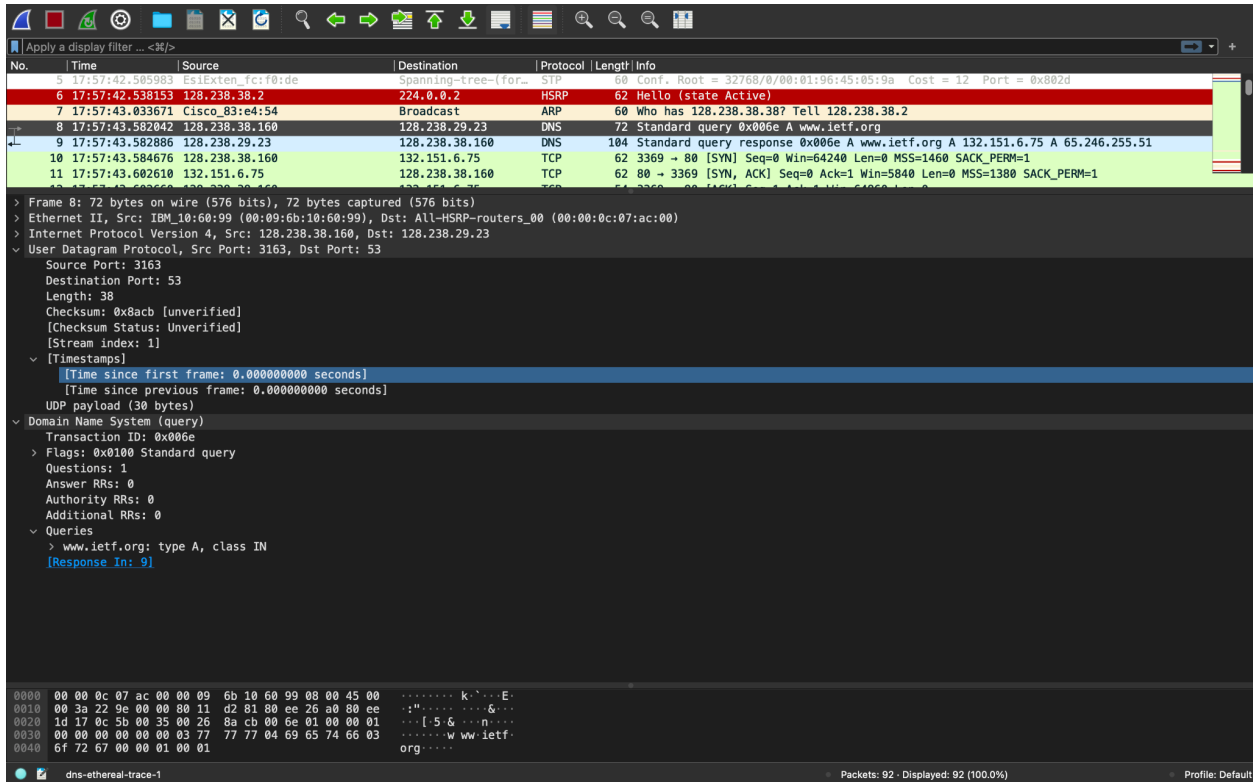 Apply a display filter ... <⌘/>
No. Time Source Destination Protocol Length Info
5 17:57:42.505983 EsiExten_fc:f0:de Spanning-tree-(for… STP 60 Conf. Root = 32768/0/00:01:96:45:05:9a Cost = 12 Port = 0x802d
6 17:57:42.538153 128.238.38.2 224.0.0.2 HSRP 62 Hello (state Active)
7 17:57:43.033671 Cisco_83:e4:54 Broadcast ARP 60 Who has 128.238.38.38? Tell 128.238.38.2
8 17:57:43.582042 128.238.38.160 128.238.29.23 DNS 72 Standard query 0x006e A www.ietf.org
9 17:57:43.582886 128.238.29.23 128.238.38.160 DNS 104 Standard query response 0x006e A www.ietf.org A 132.151.6.75 A 65.246.255.51
10 17:57:43.584676 128.238.38.160 132.151.6.75 TCP 62 3369 → 80 [SYN] Seq=0 Win=64240 Len=0 MSS=1460 SACK_PERM=1
11 17:57:43.602610 132.151.6.75 128.238.38.160 TCP 62 80 → 3369 [SYN, ACK] Seq=0 Ack=1 Win=5840 Len=0 MSS=1380 SACK_PERM=1
Frame 8: 72 bytes on wire (576 bits), 72 bytes captured (576 bits)
Ethernet II, Src: IBM_10:60:99 (00:09:6b:10:60:99), Dst: All-HSRP-routers_00 (00:00:0c:07:ac:00)
Internet Protocol Version 4, Src: 128.238.38.160, Dst: 128.238.29.23
User Datagram Protocol, Src Port: 3163, Dst Port: 53
Source Port: 3163
Destination Port: 53
Length: 38
Checksum: 0x8acb [unverified]
[Checksum Status: Unverified]
[Stream index: 1]
[Timestamps]
[Time since first frame: 0.000000000 seconds]
[Time since previous frame: 0.000000000 seconds]
UDP payload (30 bytes)
Domain Name System (query)
Transaction ID: 0x006e
Flags: 0x0100 Standard query
Questions: 1
Answer RRs: 0
Authority RRs: 0
Additional RRs: 0
Queries
www.ietf.org: type A, class IN
[Response In: 9]
0000 00 00 0c 07 ac 00 00 09 6b 10 60 99 08 00 45 00 ········ k·`···E·
0010 00 3a 22 9e 00 00 80 11 d2 81 80 ee 26 a0 80 ee ·:"····· ····&···
0020 1d 17 0c 5b 00 35 00 26 8a cb 00 6e 01 00 00 01 ···[·5·& ···n····
0030 00 00 00 00 00 00 03 77 77 77 04 69 65 74 66 03 ·······w ww·ietf·
0040 6f 72 67 00 00 01 00 01 org·····
dns-ethereal-trace-1 Packets: 92 · Displayed: 92 (100.0%) Profile: Default